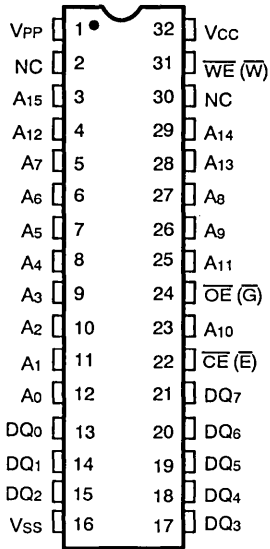 VPP 1 32 VCC
NC 2 31 WE (W)
A15 3 30 NC
A12 4 29 A14
A7 5 28 A13
A6 6 27 A8
A5 7 26 A9
A4 8 25 A11
A3 9 24 OE (G)
A2 10 23 A10
A1 11 22 CE (E)
A0 12 21 DQ7
DQ0 13 20 DQ6
DQ1 14 19 DQ5
DQ2 15 18 DQ4
VSS 16 17 DQ3